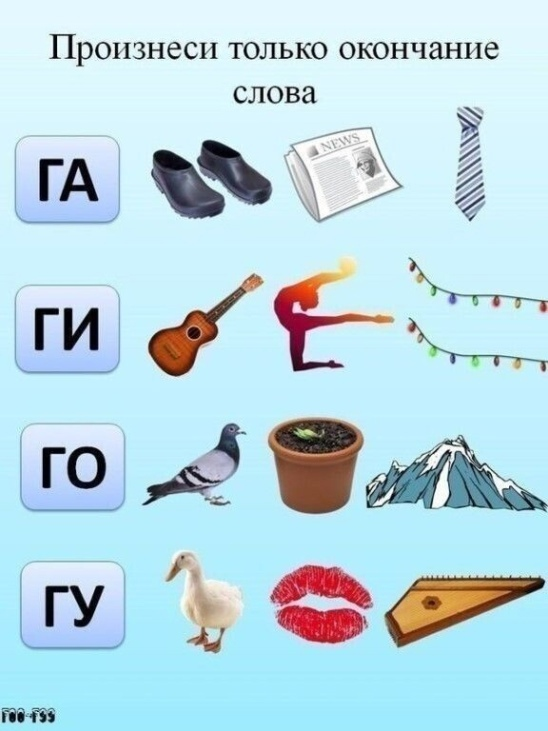 Произнеси только окончание
слова
ГА
NEWS
ГИ
ГО
ГУ